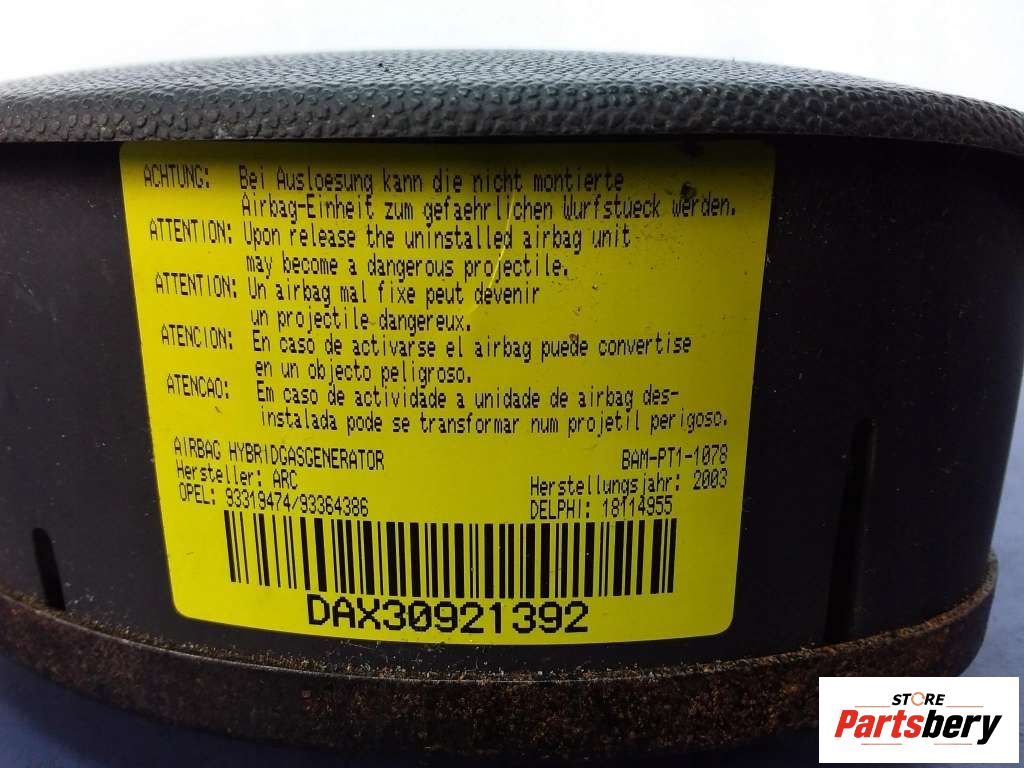 ACHTUNG: Bei Ausloesung kann die nicht montierte
Airbag-Einheit zum gefaehrlichen Wurfstueck werden.
ATTENTION: Upon release the uninstalled airbag unit
may become a dangerous projectile.
ATTENTION: Un airbag mal fixe peut devenir
un projectile dangereux.
ATENCION: En caso de activarse el airbag puede convertise
en un objecto peligroso.
ATENCAO: Em caso de actividade a unidade de airbag des-
instalada pode se transformar num projetil perigoso.
AIRBAG HYBRIDGASGENERATOR BAM-PT1-1078
Hersteller: ARC Herstellungsjahr: 2003
OPEL: 93319474/93364386 DELPHI: 18114955
DAX30921392
STORE
Partsbery